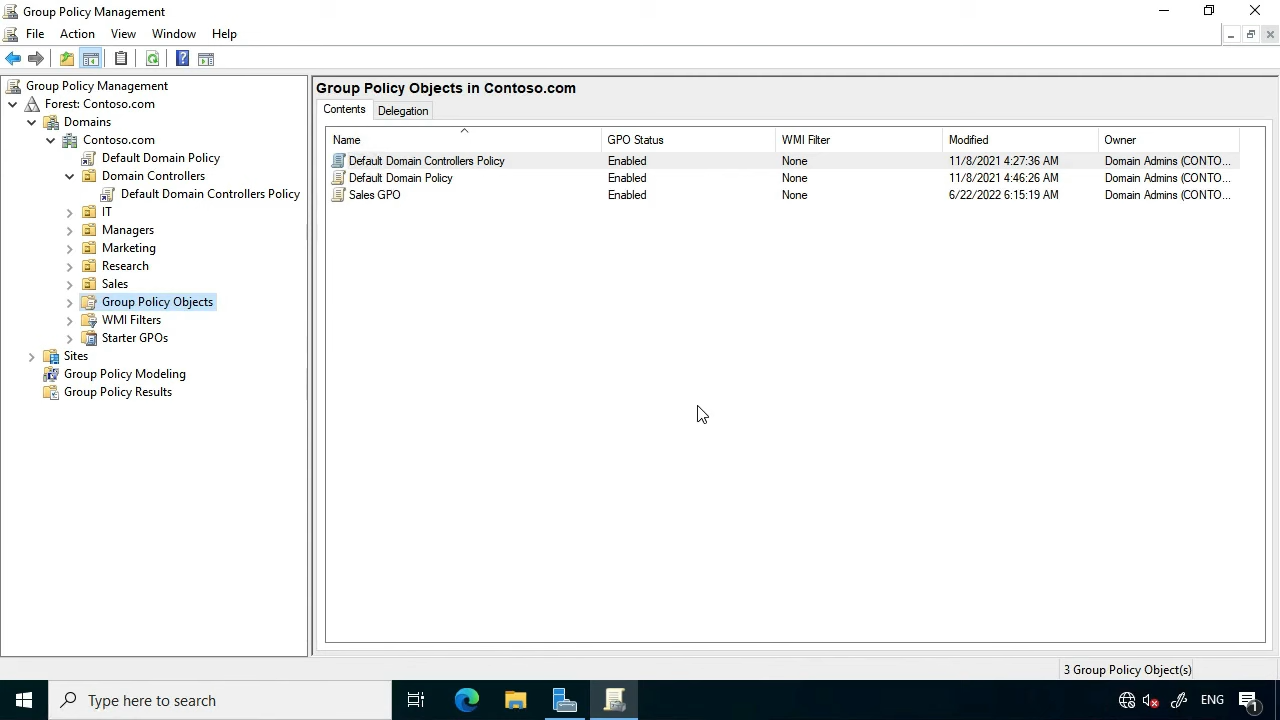 Group Policy Management
File Action View Window Help
Group Policy Management
Forest: Contoso.com
Domains
Contoso.com
Default Domain Policy
Domain Controllers
Default Domain Controllers Policy
IT
Managers
Marketing
Research
Sales
Group Policy Objects
WMI Filters
Starter GPOs
Sites
Group Policy Modeling
Group Policy Results
Group Policy Objects in Contoso.com
Contents Delegation
Name GPO Status WMI Filter Modified Owner
Default Domain Controllers Policy Enabled None 11/8/2021 4:27:36 AM Domain Admins (CONTO...
Default Domain Policy Enabled None 11/8/2021 4:46:26 AM Domain Admins (CONTO...
Sales GPO Enabled None 6/22/2022 6:15:19 AM Domain Admins (CONTO...
3 Group Policy Object(s)
Type here to search
ENG
1